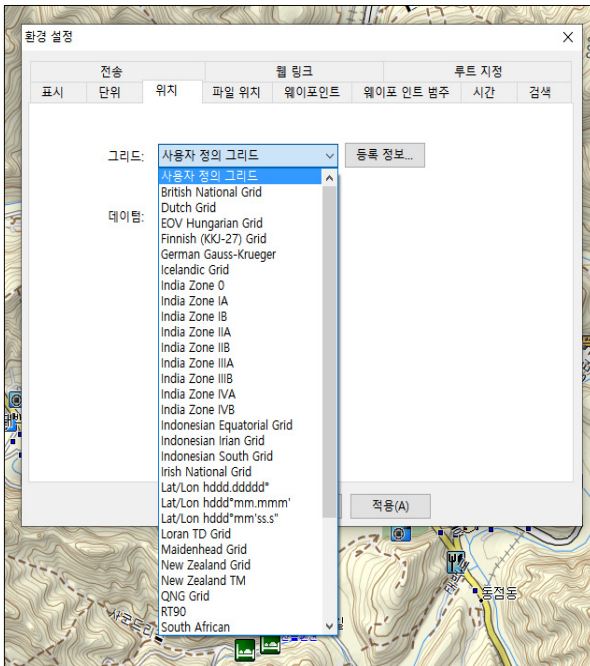 환경 설정
전송 웹 링크 루트 지정
표시 단위 위치 파일 위치 웨이포인트 웨이포 인트 범주 시간 검색
그리드: 사용자 정의 그리드 등록 정보...
데이텀:
사용자 정의 그리드
British National Grid
Dutch Grid
EOV Hungarian Grid
Finnish (KKJ-27) Grid
German Gauss-Krueger
Icelandic Grid
India Zone 0
India Zone IA
India Zone IB
India Zone IIA
India Zone IIB
India Zone IIIA
India Zone IIIB
India Zone IVA
India Zone IVB
Indonesian Equatorial Grid
Indonesian Irian Grid
Indonesian South Grid
Irish National Grid
Lat/Lon hddd.ddddd°
Lat/Lon hddd°mm.mmm'
Lat/Lon hddd°mm'ss.s"
Loran TD Grid
Maidenhead Grid
New Zealand Grid
New Zealand TM
QNG Grid
RT90
South African
적용(A)
동점동